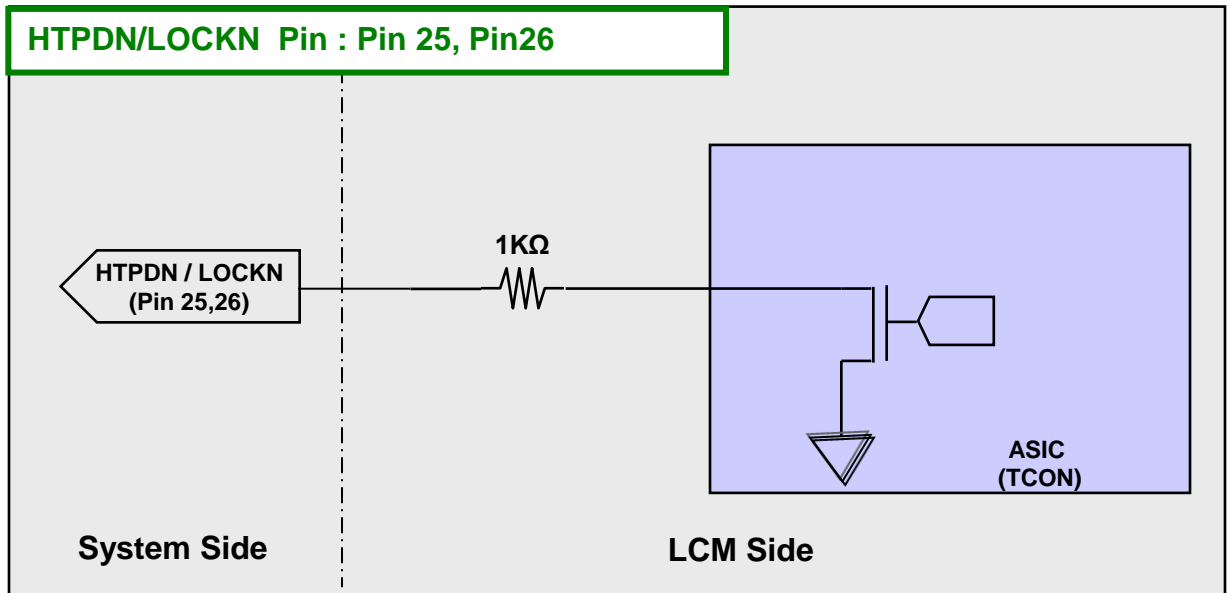 HTPDN/LOCKN Pin : Pin 25, Pin26
1KΩ
HTPDN / LOCKN
(Pin 25,26)
ASIC
(TCON)
System Side
LCM Side